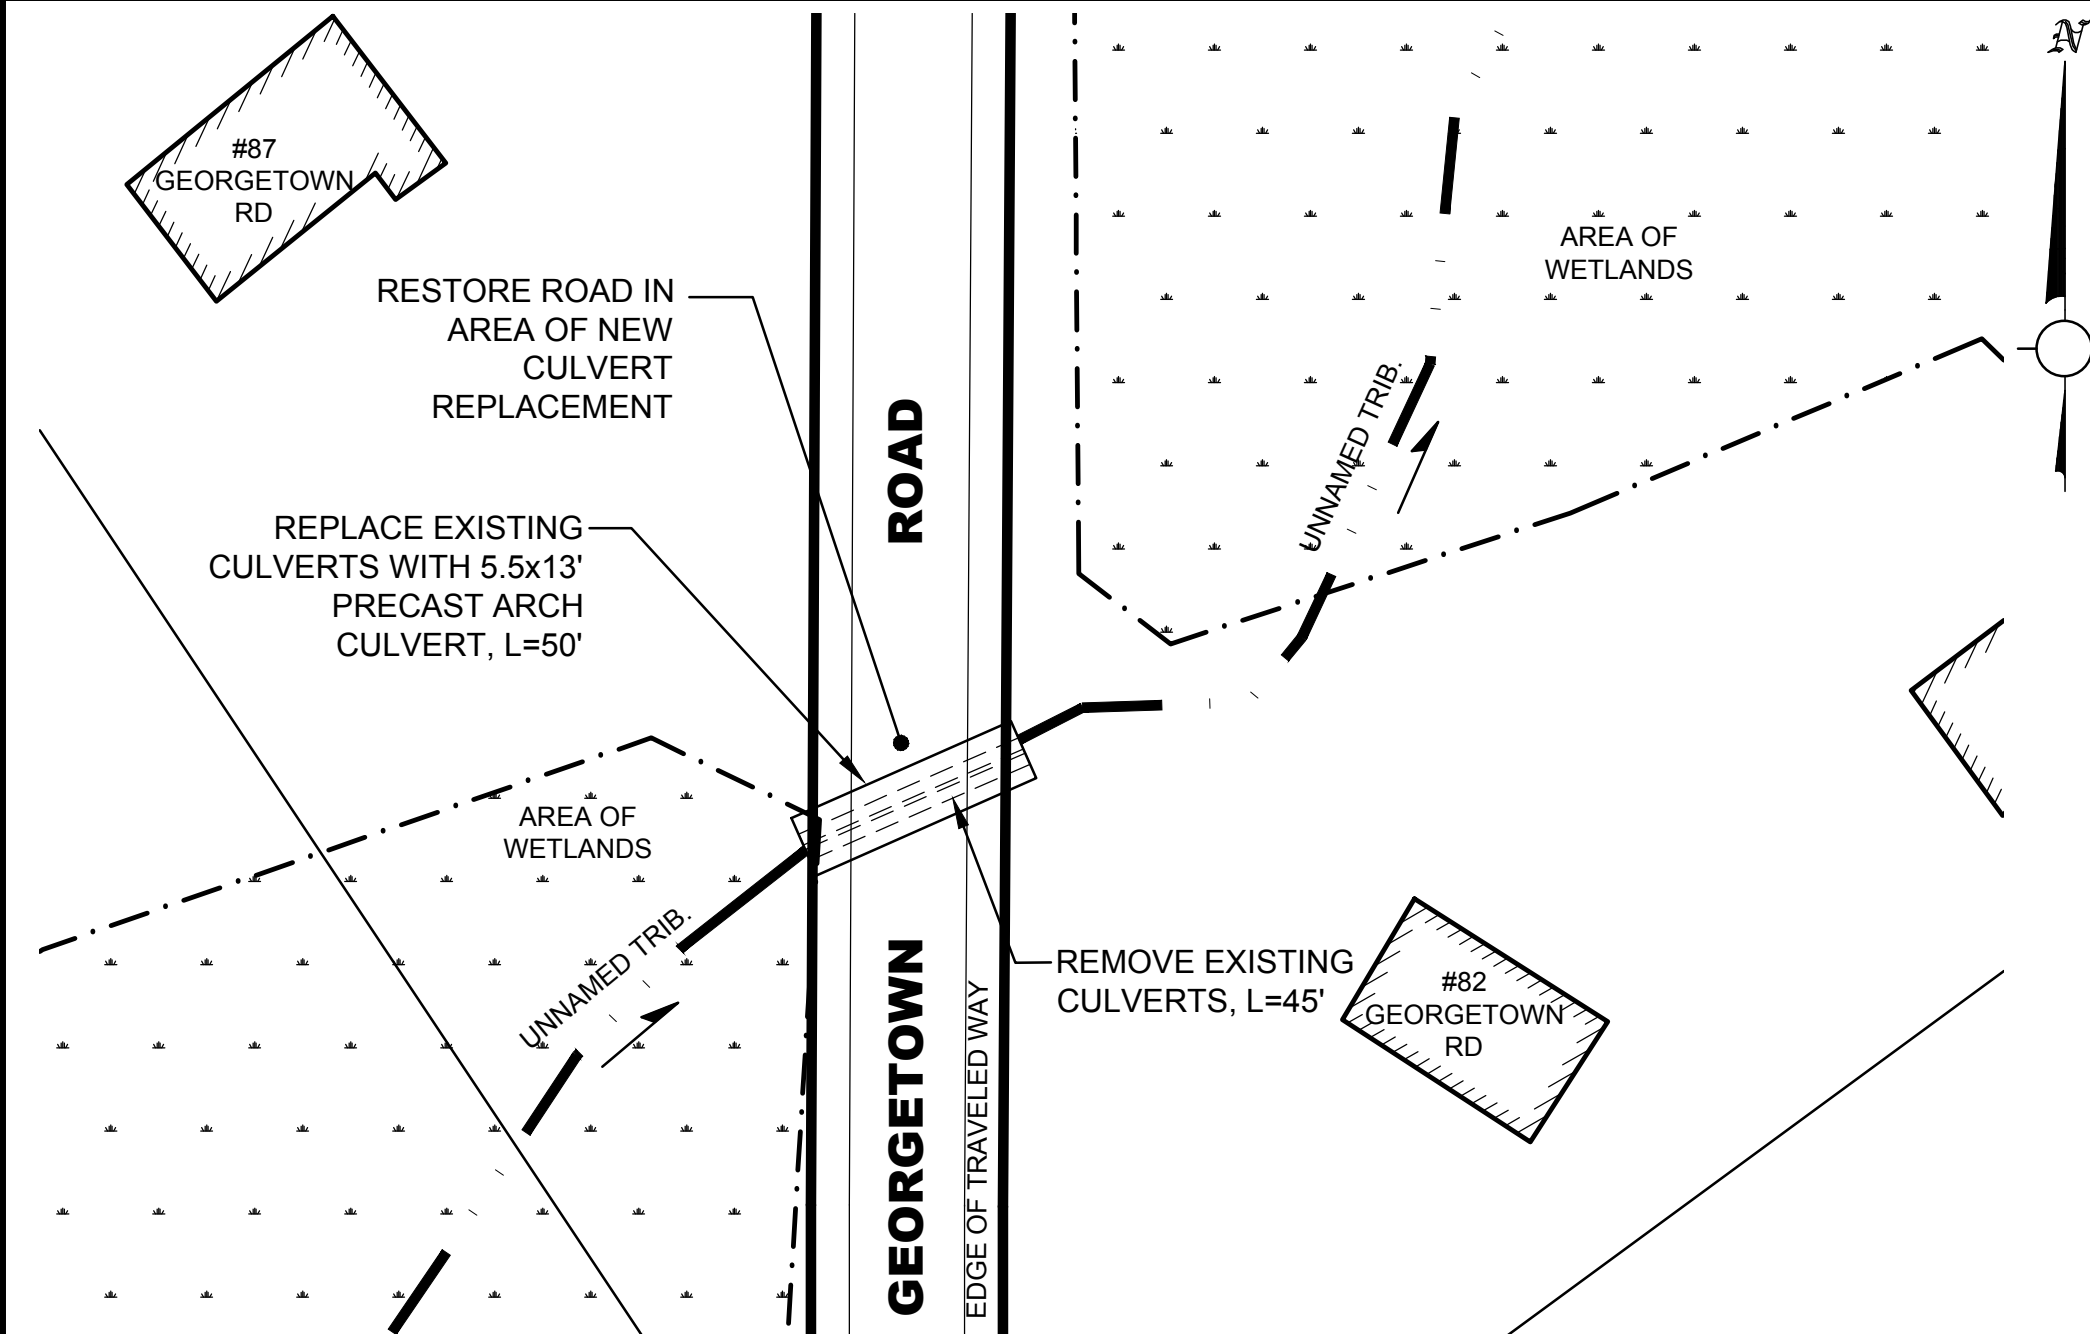 N
#87
GEORGETOWN
RD
AREA OF
WETLANDS
RESTORE ROAD IN
AREA OF NEW
CULVERT
REPLACEMENT
UNNAMED TRIB.
ROAD
REPLACE EXISTING
CULVERTS WITH 5.5x13'
PRECAST ARCH
CULVERT, L=50'
AREA OF
WETLANDS
UNNAMED TRIB.
GEORGETOWN
EDGE OF TRAVELED WAY
REMOVE EXISTING
CULVERTS, L=45'
#82
GEORGETOWN
RD